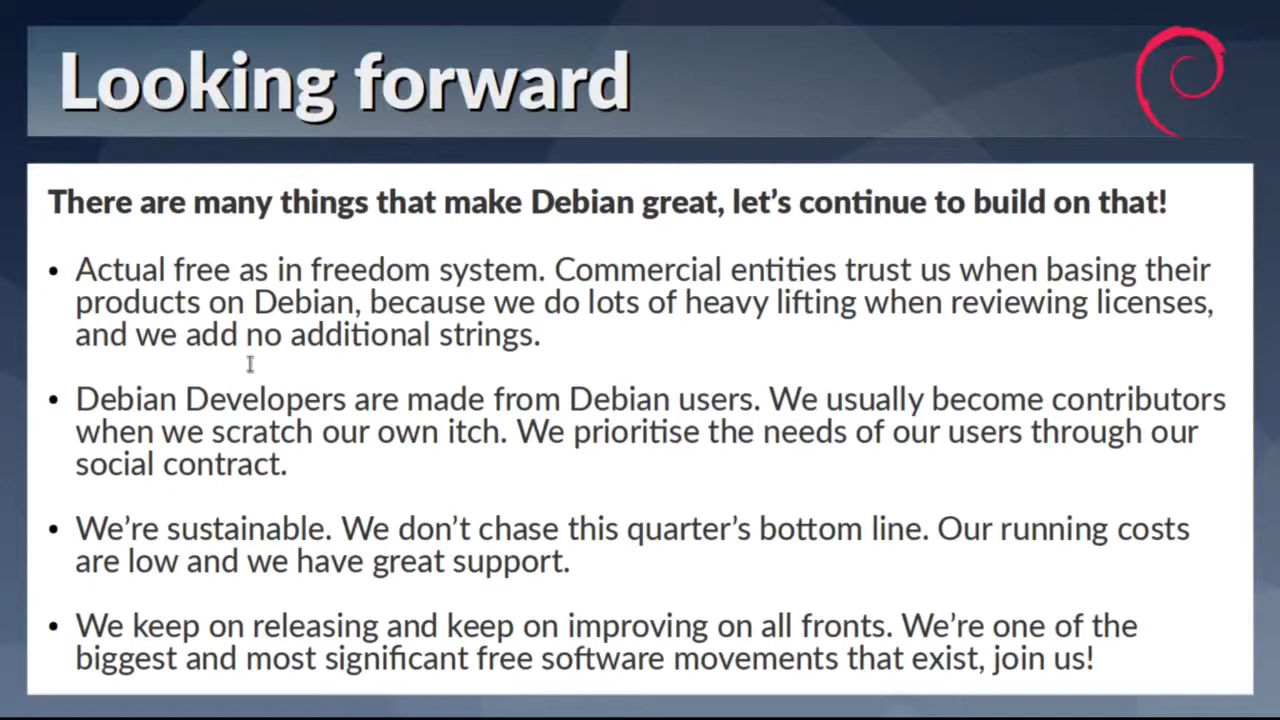 Looking forward
There are many things that make Debian great, let’s continue to build on that!
• Actual free as in freedom system. Commercial entities trust us when basing their
products on Debian, because we do lots of heavy lifting when reviewing licenses,
and we add no additional strings.
• Debian Developers are made from Debian users. We usually become contributors
when we scratch our own itch. We prioritise the needs of our users through our
social contract.
• We’re sustainable. We don’t chase this quarter’s bottom line. Our running costs
are low and we have great support.
• We keep on releasing and keep on improving on all fronts. We’re one of the
biggest and most significant free software movements that exist, join us!